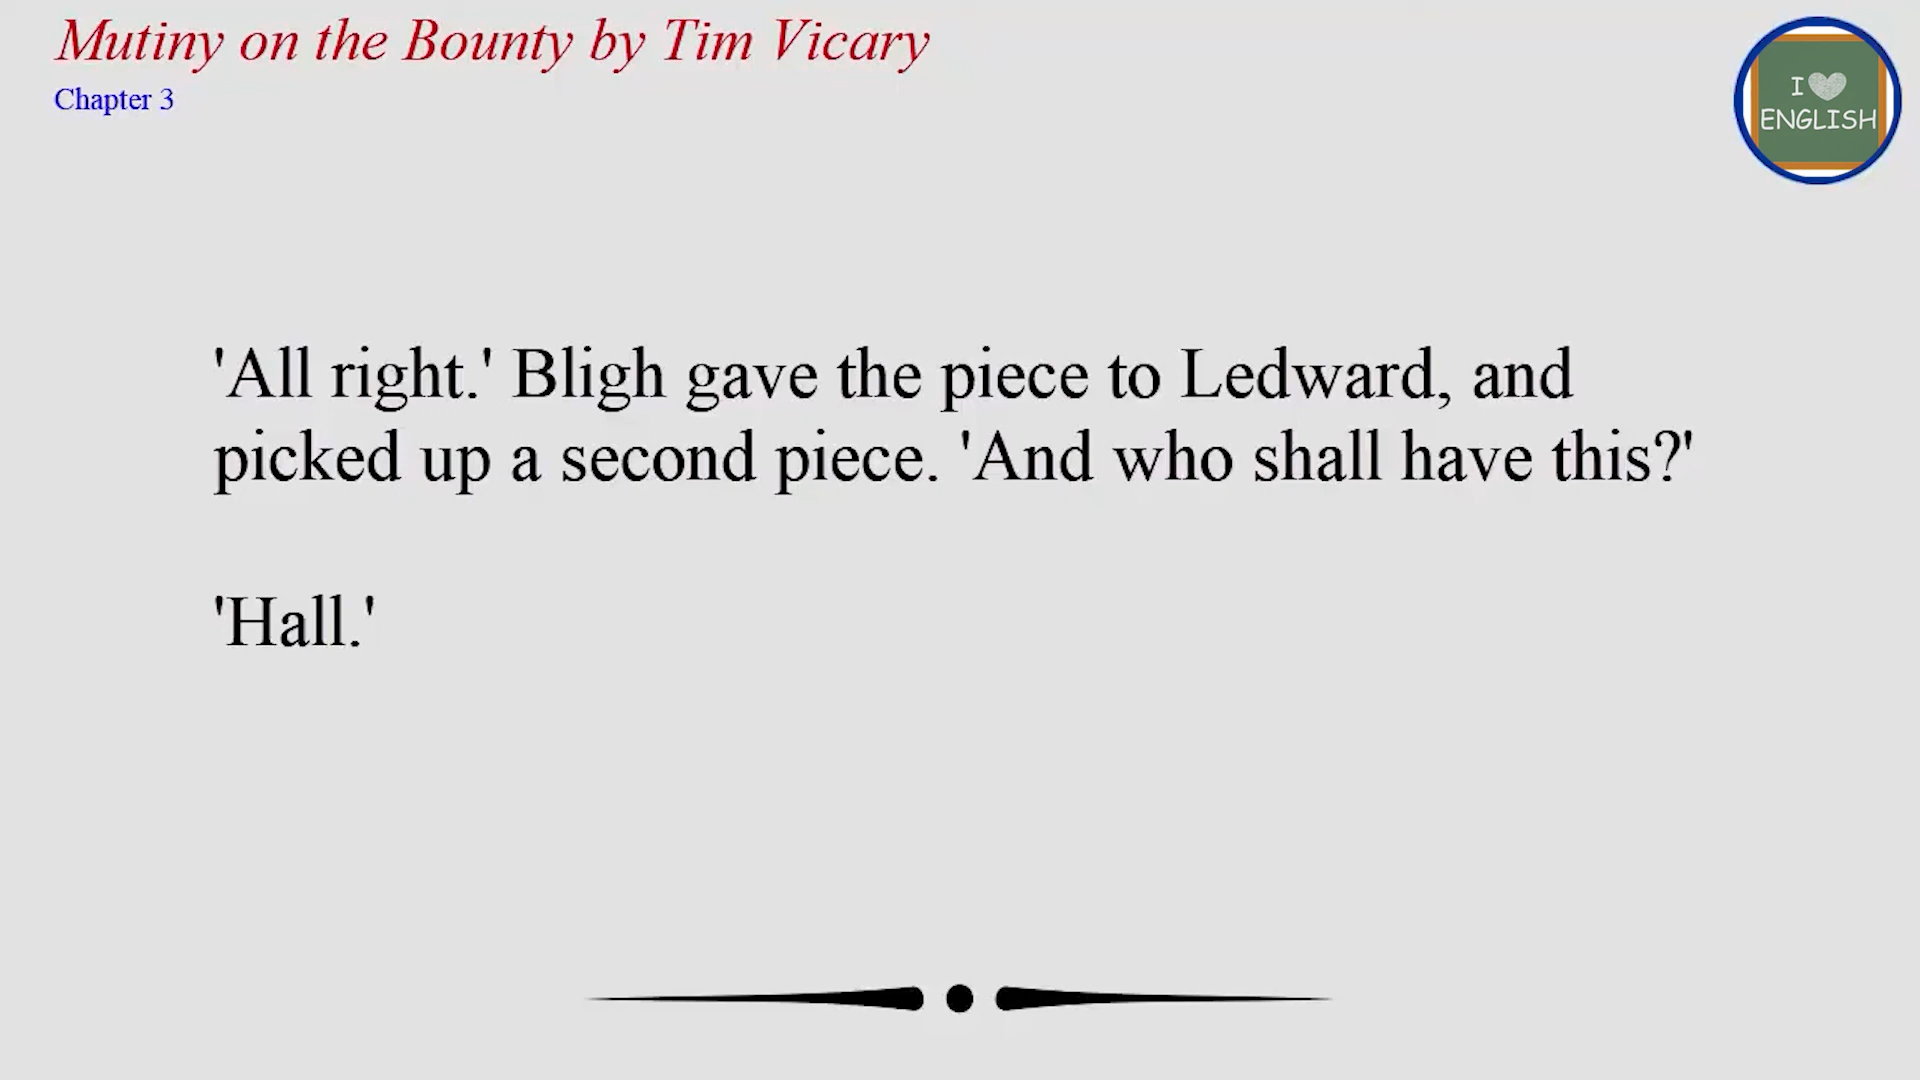 Mutiny on the Bounty by Tim Vicary
Chapter 3
I
ENGLISH
'All right.' Bligh gave the piece to Ledward, and
picked up a second piece. 'And who shall have this?'
'Hall.'